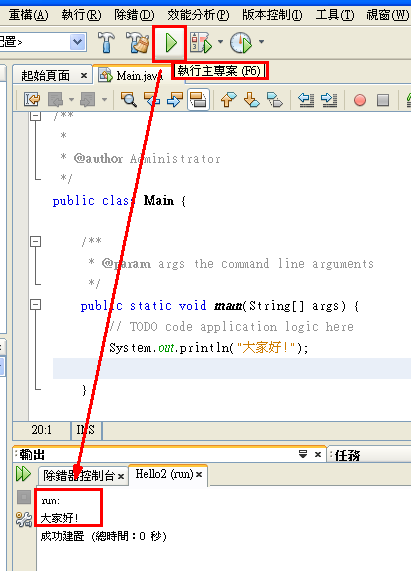 重構(A) 執行(R) 除錯(D) 效能分析(P) 版本控制(I) 工具(T) 視窗(W)
配置>
起始頁面 Main.java
執行主專案 (F6)
/**
*
* @author Administrator
*/
public class Main {
/**
* @param args the command line arguments
*/
public static void main(String[] args) {
// TODO code application logic here
System.out.println("大家好!");
}
20:1 INS
:輸出 :任務
除錯器控制台 Hello2 (run)
run:
大家好!
成功建置 (總時間：0 秒)